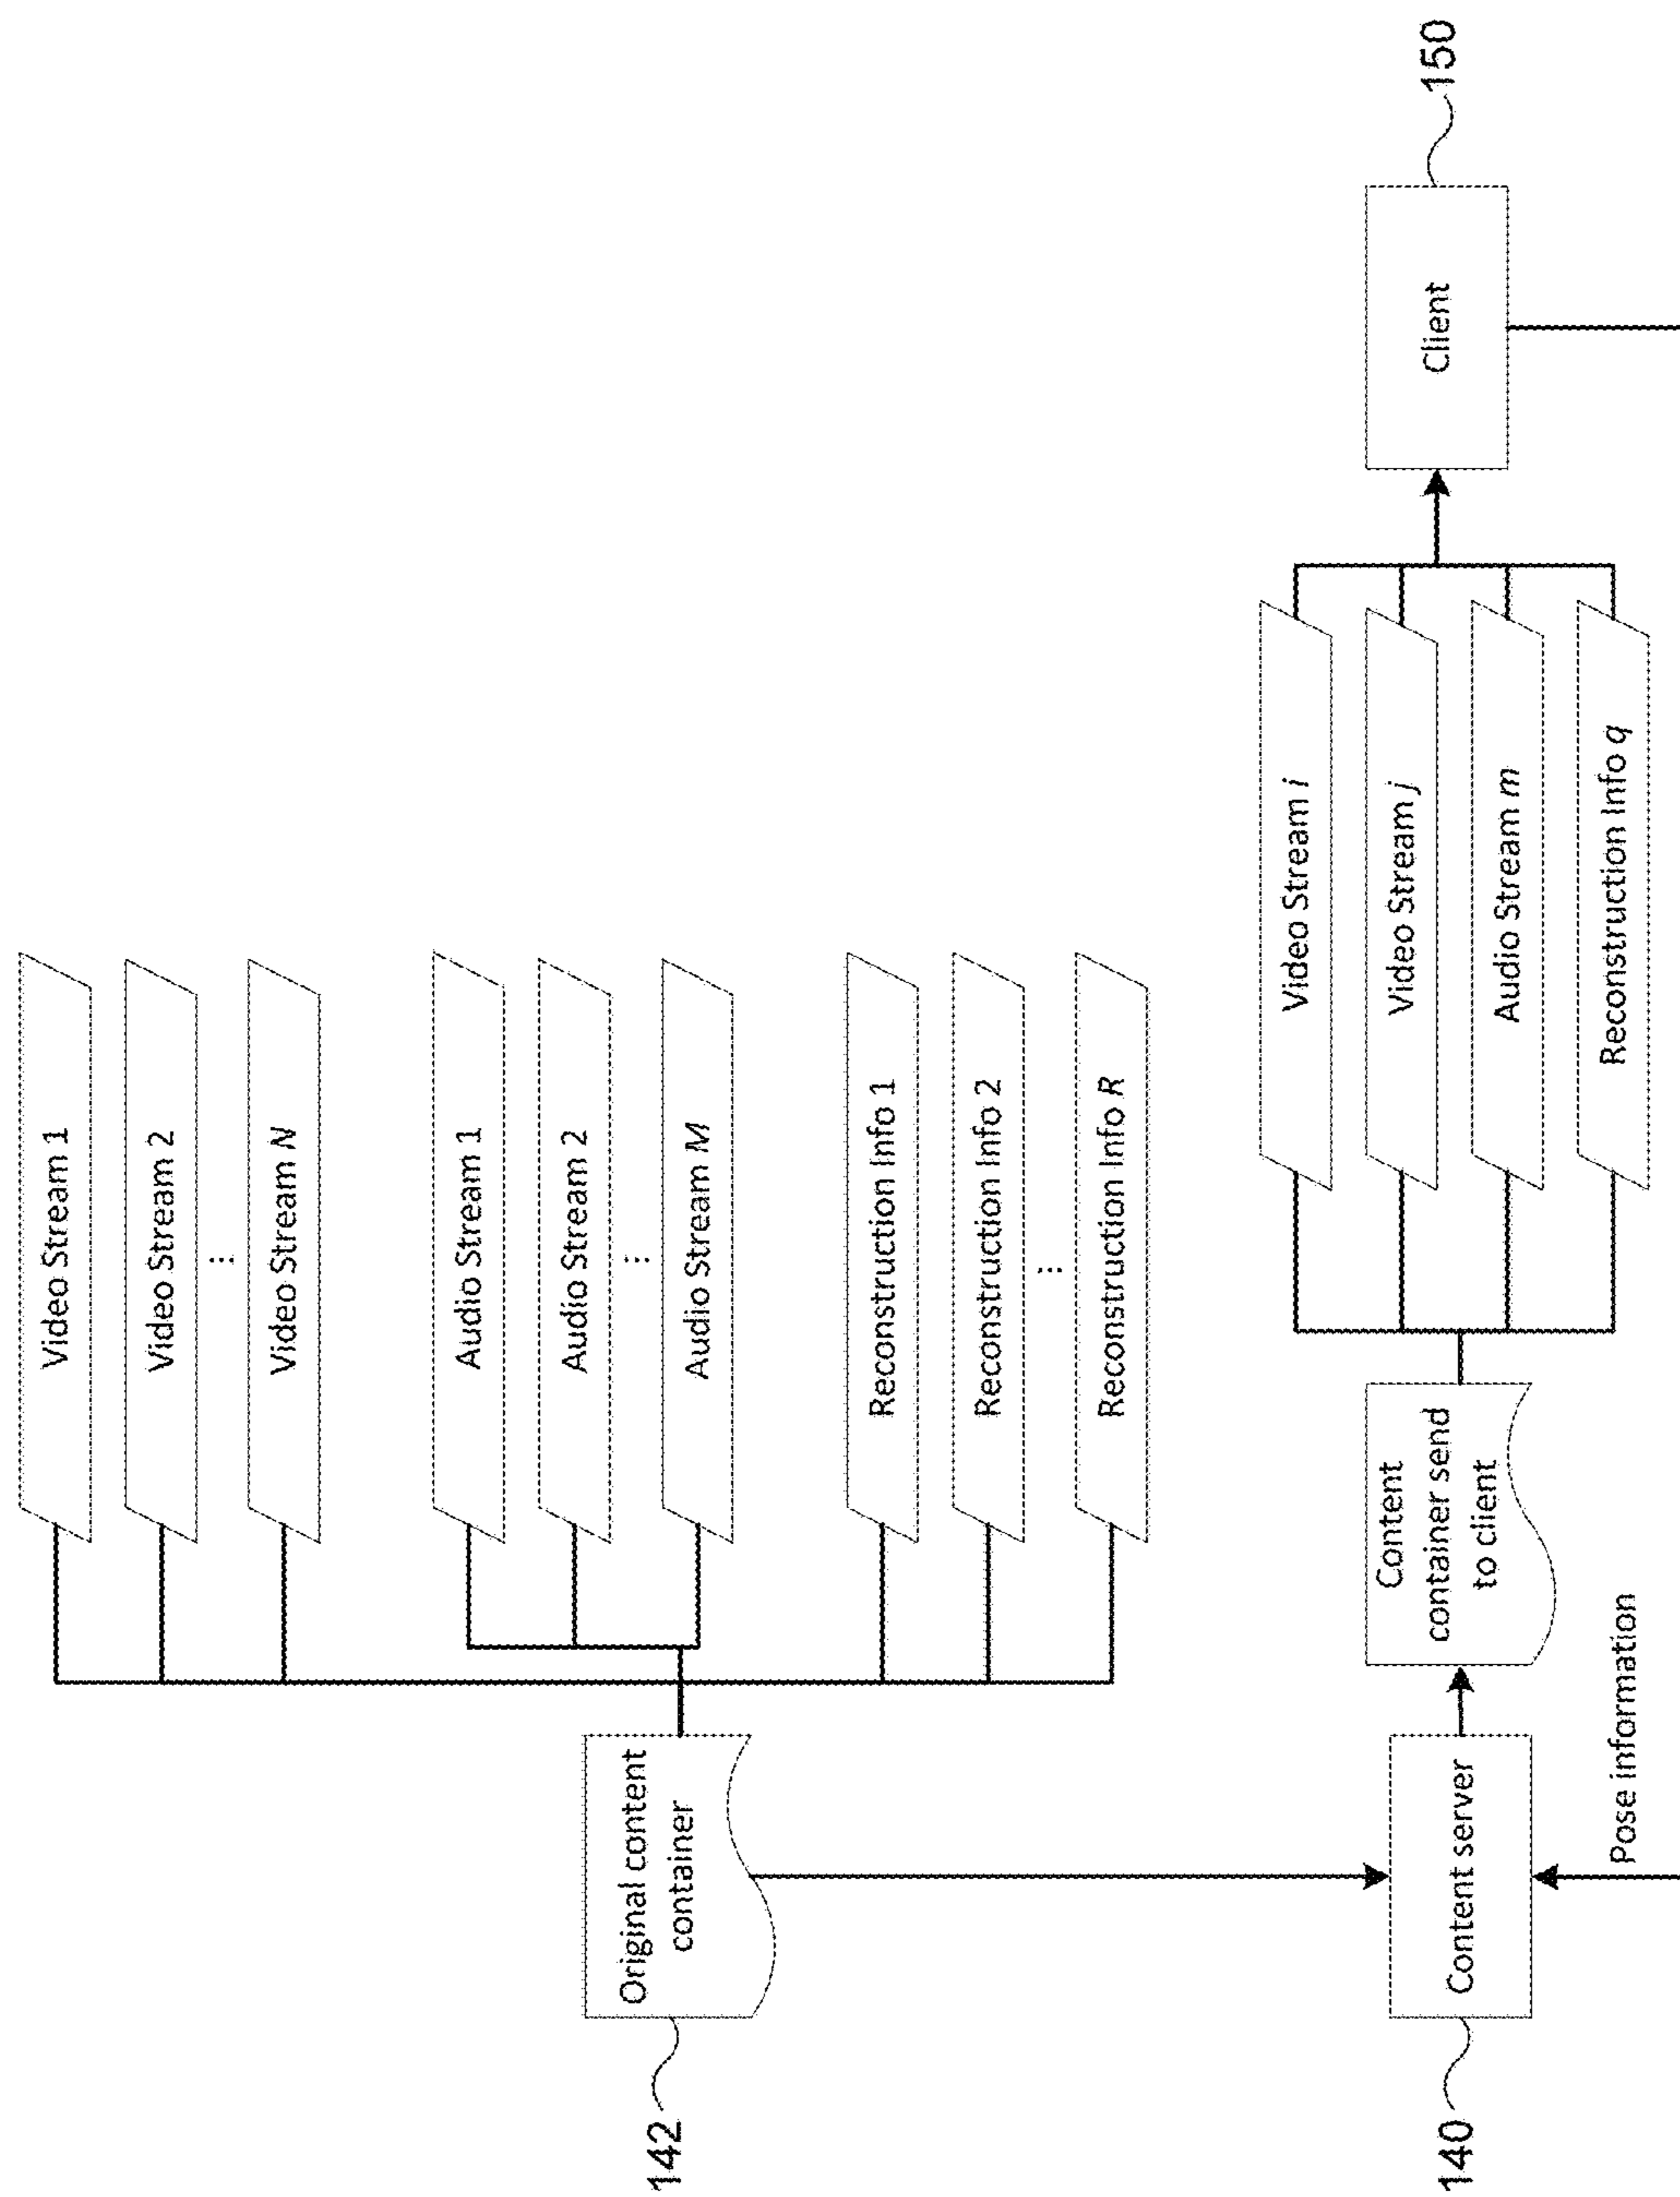 Video Stream 1
Video Stream 2
...
Video Stream N
Audio Stream 1
Audio Stream 2
...
Audio Stream M
Reconstruction Info 1
Reconstruction Info 2
...
Reconstruction Info R
142
Original content
container
140
Content server
Content
container send
to client
Video Stream i
Video Stream j
Audio Stream m
Reconstruction Info q
Client
150
Pose information